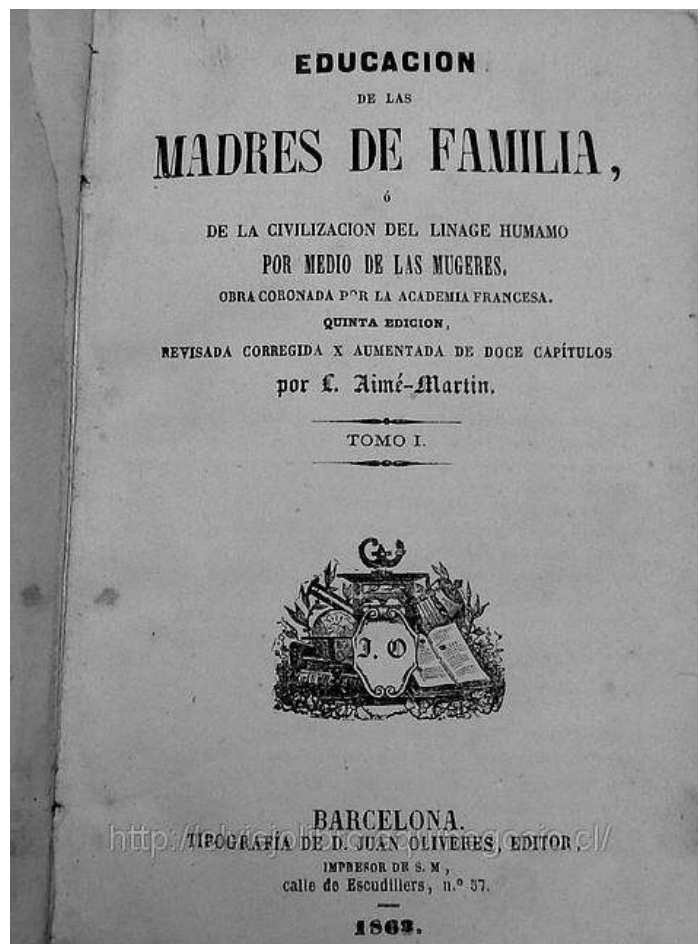 EDUCACION
DE LAS
MADRES DE FAMILIA,
ó
DE LA CIVILIZACION DEL LINAGE HUMAMO
POR MEDIO DE LAS MUGERES.
OBRA CORONADA POR LA ACADEMIA FRANCESA.
QUINTA EDICION,
REVISADA CORREGIDA X AUMENTADA DE DOCE CAPÍTULOS
por L. Aimé-Martin.
TOMO I.
J. O
BARCELONA.
http://
TIPOGRAFÍA DE D. JUAN OLIVERES, EDITOR,
IMPRESOR DE S. M,
calle de Escudillers, n.º 57.